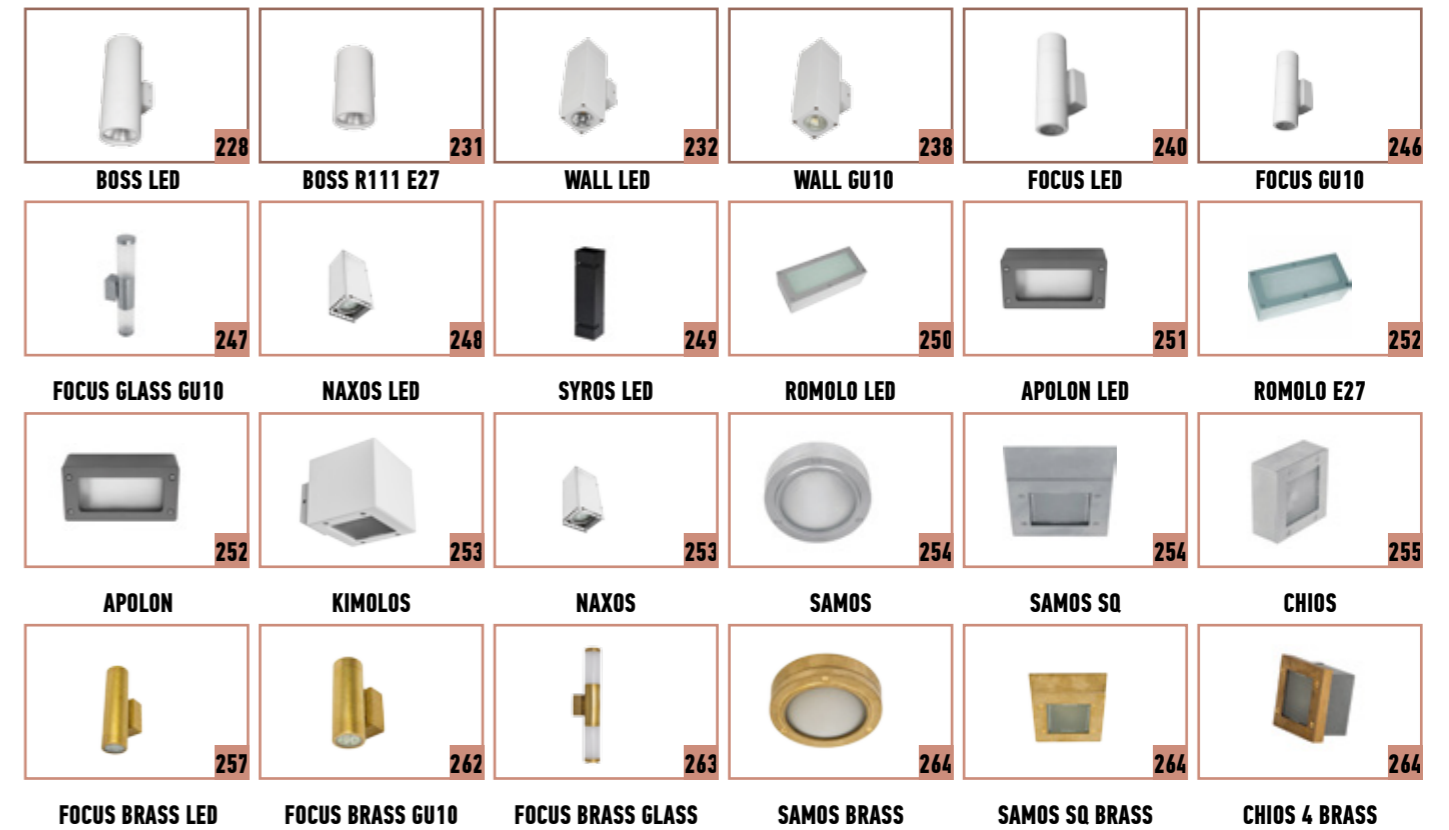 228 231 232 238 240 246
BOSS LED BOSS R111 E27 WALL LED WALL GU10 FOCUS LED FOCUS GU10
247 248 249 250 251 252
FOCUS GLASS GU10 NAXOS LED SYROS LED ROMOLO LED APOLON LED ROMOLO E27
252 253 253 254 254 255
APOLON KIMOLOS NAXOS SAMOS SAMOS SQ CHIOS
257 262 263 264 264 264
FOCUS BRASS LED FOCUS BRASS GU10 FOCUS BRASS GLASS SAMOS BRASS SAMOS SQ BRASS CHIOS 4 BRASS